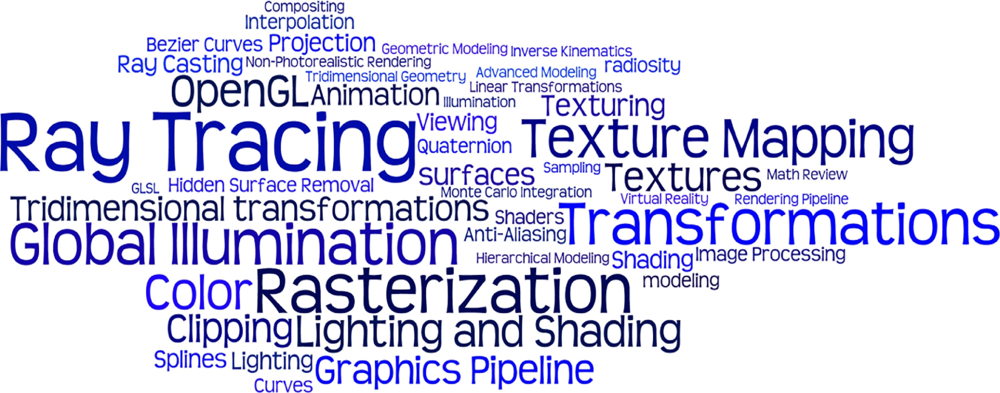 Compositing
Interpolation
Bezier Curves Projection Geometric Modeling Inverse Kinematics
Ray Casting Non-Photorealistic Rendering radiosity
Tridimensional Geometry Advanced Modeling
OpenGL Animation Linear Transformations
Illumination Texturing
Ray Tracing Viewing Texture Mapping
Quaternion
surfaces Sampling Textures Math Review
GLSL Hidden Surface Removal Monte Carlo Integration
Virtual Reality Rendering Pipeline
Tridimensional transformations Shaders Transformations
Global Illumination Anti-Aliasing
Hierarchical Modeling Shading Image Processing
Color Rasterization modeling
Clipping Lighting and Shading
Splines Lighting Graphics Pipeline
Curves